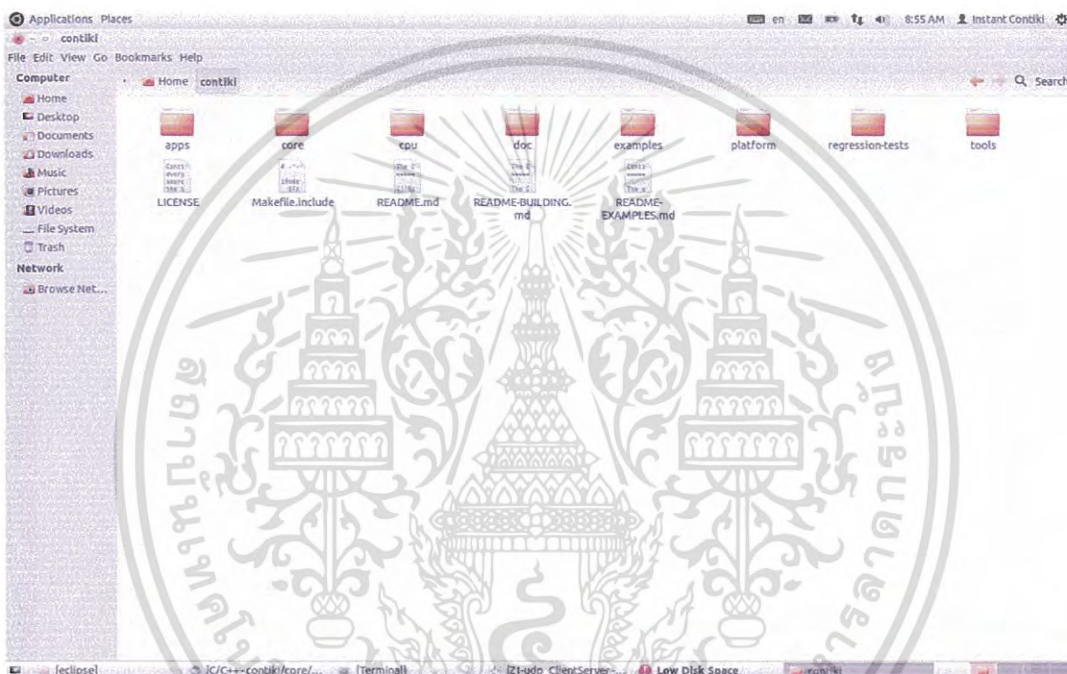 Applications Places en 8:55 AM Instant Contiki
contiki
File Edit View Go Bookmarks Help
Computer
Home
Desktop
Documents
Downloads
Music
Pictures
Videos
File System
Trash
Network
Browse Net...
Home contiki Search
apps core cpu doc examples platform regression-tests tools
LICENSE Makefile.include README.md README-BUILDING.md README-EXAMPLES.md
[eclipse] [C/C++-contiki/core/... [Terminal] Low Disk Space contiki